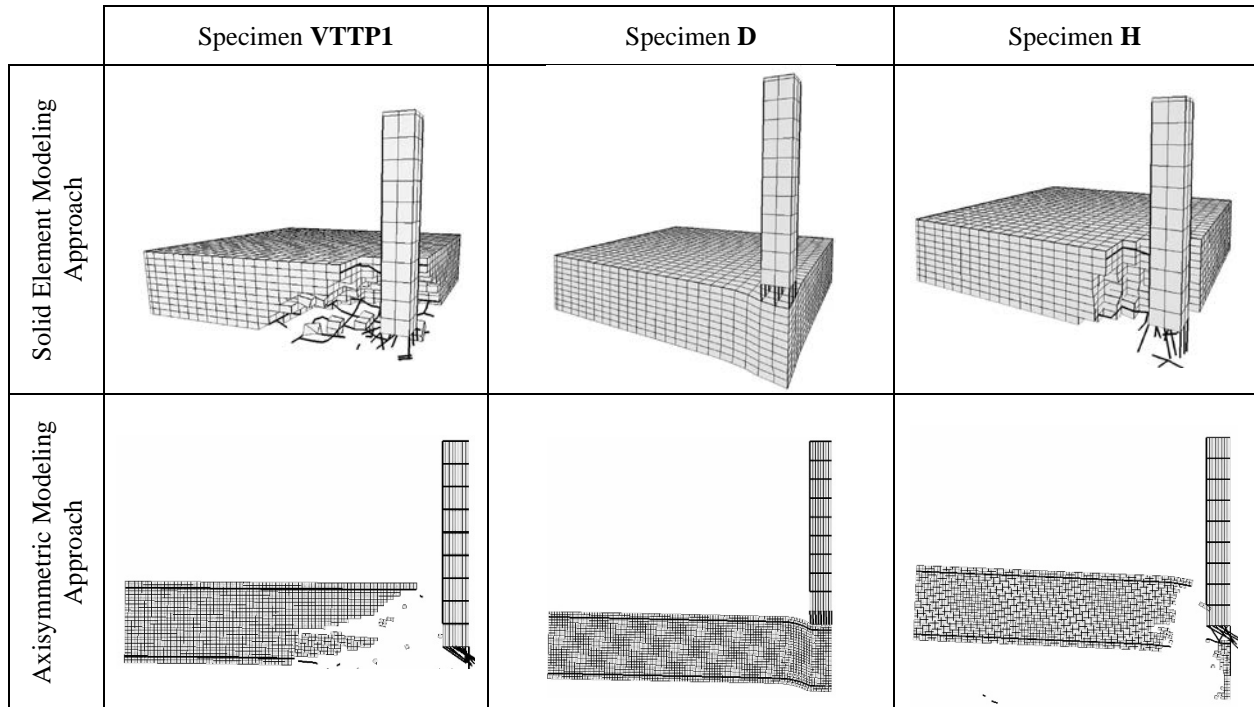 Specimen VTTP1
Specimen D
Specimen H
Solid Element Modeling
Approach
Axisymmetric Modeling
Approach